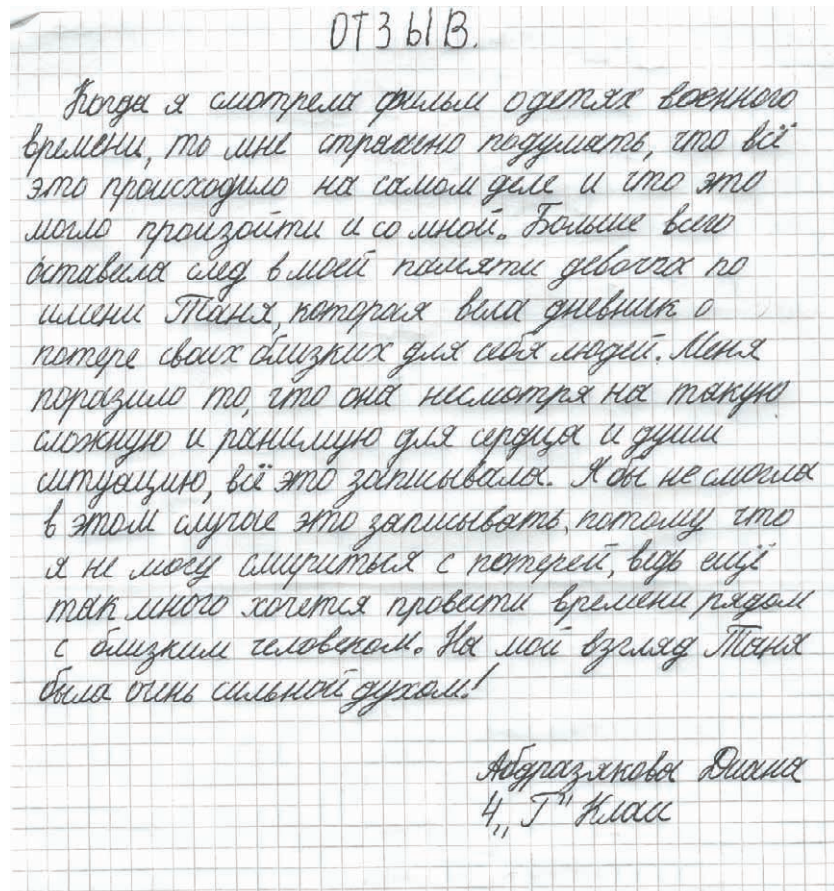 ОТЗЫВ.
Когда я смотрела фильм о детях военного
времени, то мне страшно подумать, что всё
это происходило на самом деле и что это
могло произойти и со мной. Больше всего
оставила след в моей памяти девочка по
имени Таня, которая вела дневник о
потере своих близких для себя людей. Меня
поразило то, что она несмотря на такую
сложную и ранимую для сердца и души
ситуацию, всё это записывала. Я бы не смогла
в этом случае это записывать, потому что
я не могу смириться с потерей, ведь ещё
так много хочется провести времени рядом
с близким человеком. На мой взгляд Таня
была очень сильной духом!
Абдразякова Диана
4 „Г" Класс